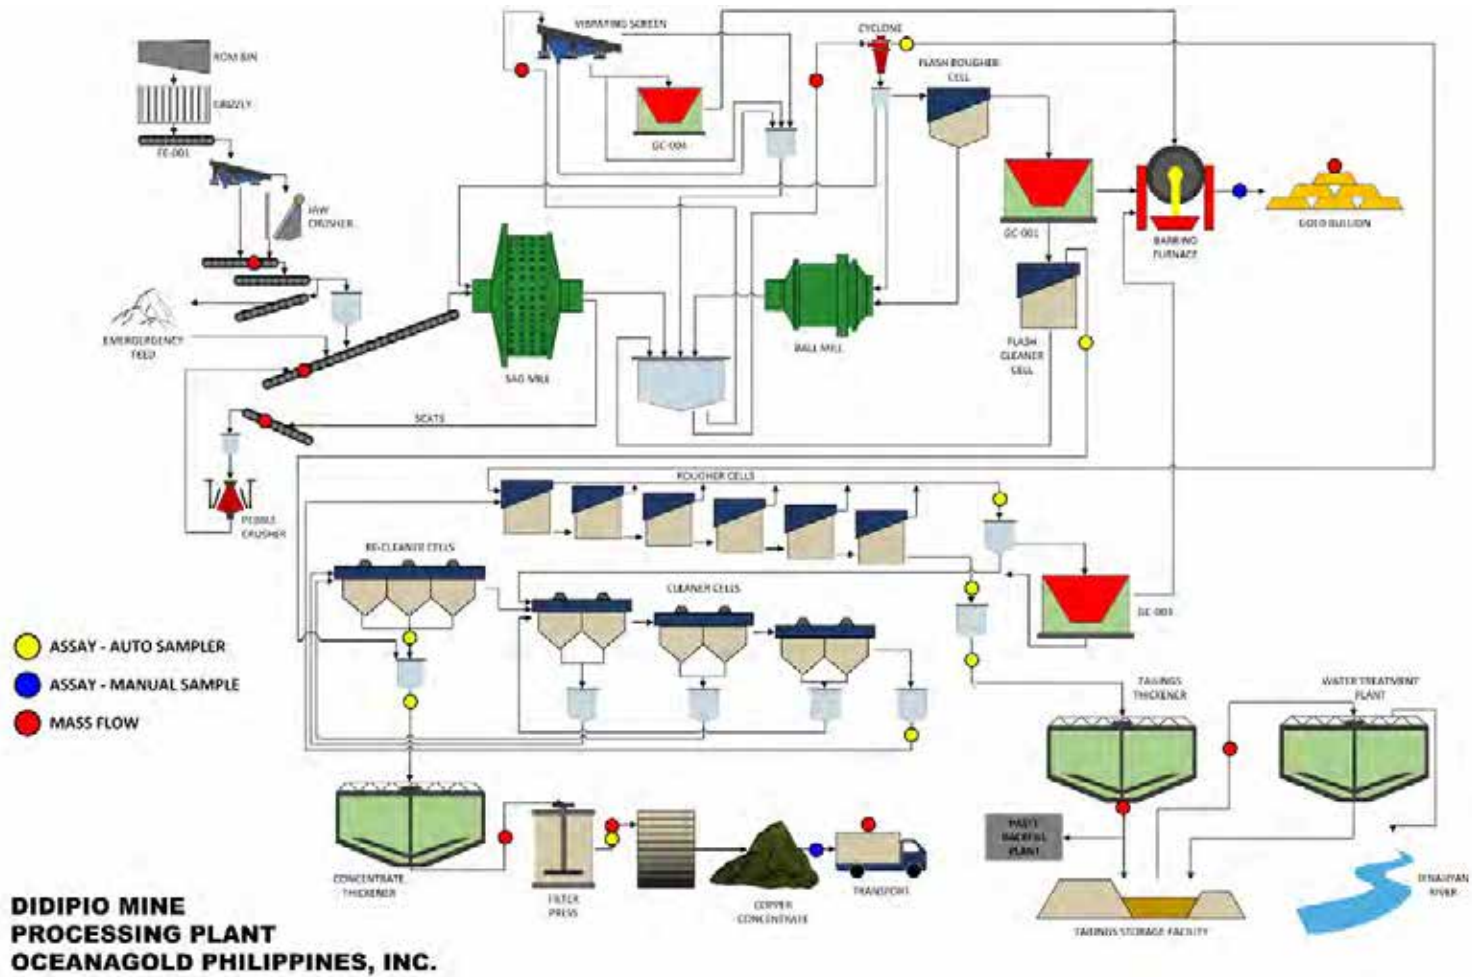 VIBRATING SCREEN
CYCLONE
ROM BIN
FLASH ROUGHER
CELL
GRIZZLY
FE-001
GC-004
JAW
CRUSHER
GC-001
BARRING
FURNACE
GOLD BULLION
EMERGERGENCY
FEED
SAG MILL
BALL MILL
FLASH
CLEANER
CELL
SCATS
ROUGHER CELLS
PEBBLE
CRUSHER
RE-CLEANER CELLS
CLEANER CELLS
GC-003
ASSAY - AUTO SAMPLER
ASSAY - MANUAL SAMPLE
MASS FLOW
TAILINGS
THICKENER
WATER TREATMENT
PLANT
PASTE
BACKFILL
PLANT
CONCENTRATE
THICKENER
FILTER
PRESS
COPPER
CONCENTRATE
TRANSPORT
TAILINGS STORAGE FACILITY
DINAUYAN
RIVER
DIDIPIO MINE
PROCESSING PLANT
OCEANAGOLD PHILIPPINES, INC.